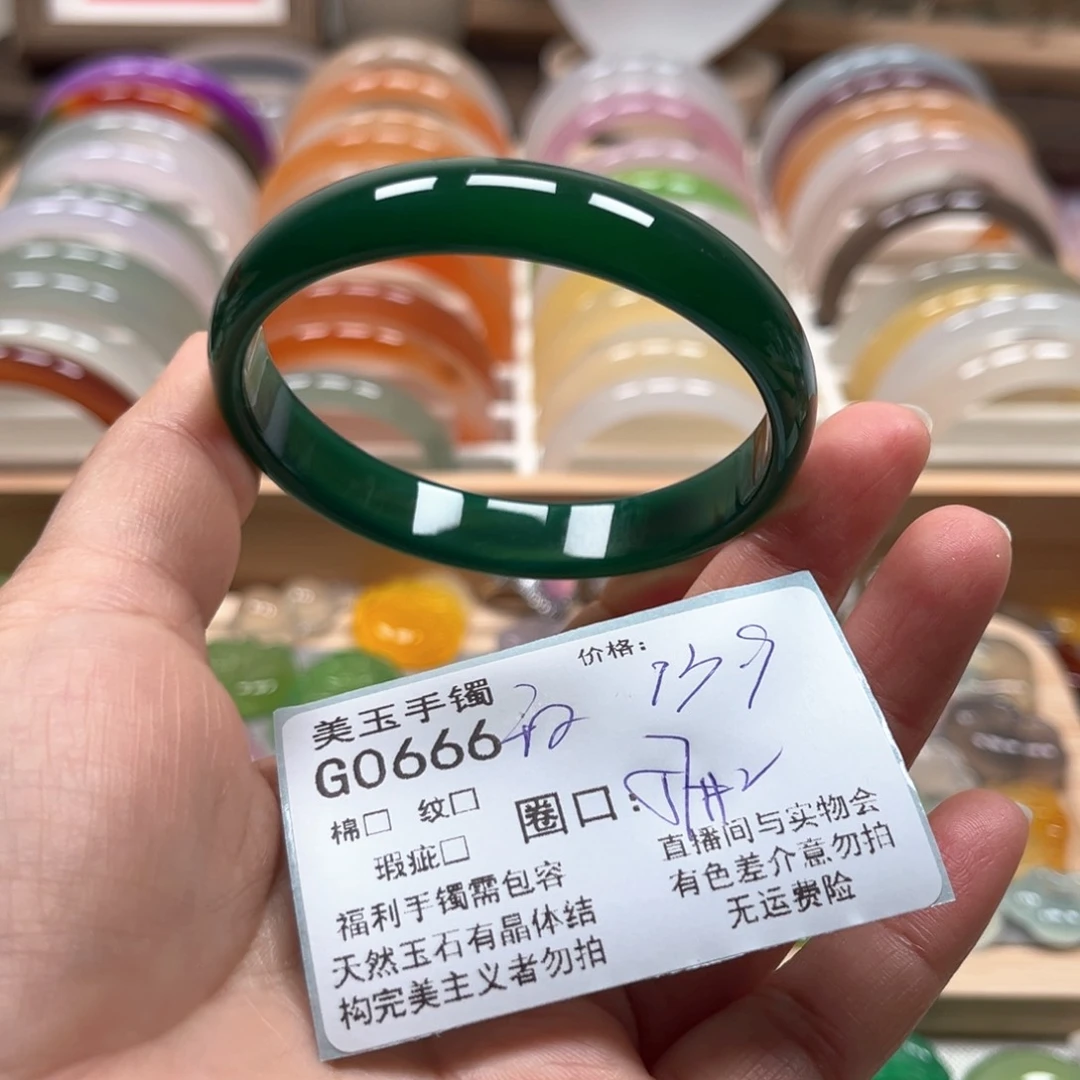 价格:
美玉手镯
G0666
棉□ 纹□ 圈口:
瑕疵□
福利手镯需包容
天然玉石有晶体结
构完美主义者勿拍
直播间与实物会
有色差介意勿拍
无运费险